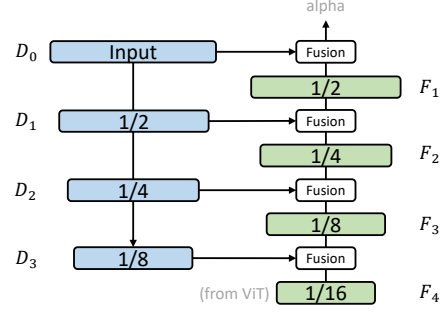 alpha
D₀ Input Fusion
1/2 F₁
D₁ 1/2 Fusion
1/4 F₂
D₂ 1/4 Fusion
1/8 F₃
D₃ 1/8 Fusion
(from ViT) 1/16 F₄